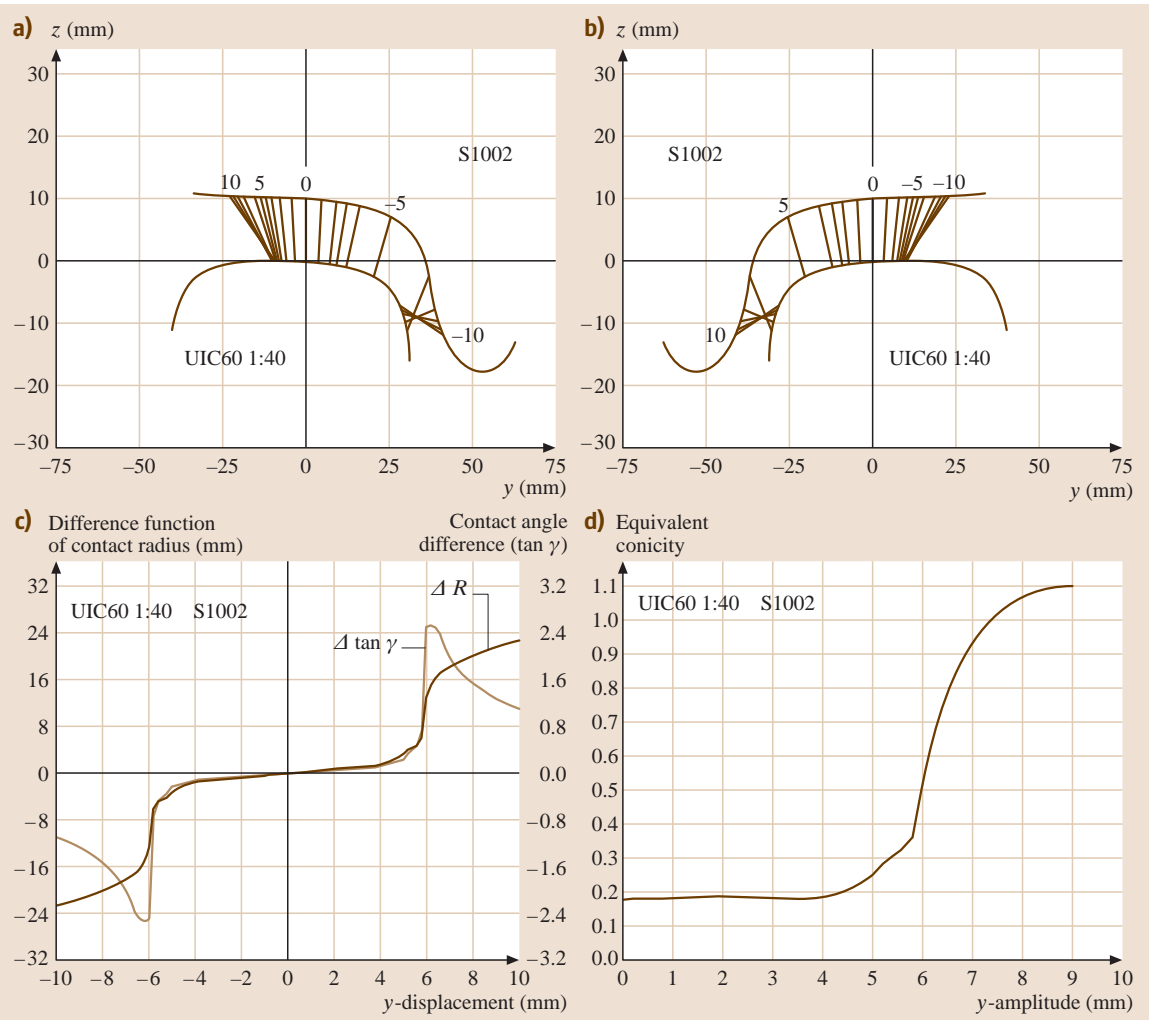 a) z (mm)
30
20
S1002
10 5 0
10
–5
0
–10
–10
UIC60 1:40
–20
–30
–75 –50 –25 0 25 50 75
y (mm)
b) z (mm)
30
20
S1002
0 –5 –10
10
5
0
–10
10
UIC60 1:40
–20
–30
–75 –50 –25 0 25 50 75
y (mm)
c) Difference function
of contact radius (mm)
Contact angle
difference (tan γ)
32 3.2
Δ R
UIC60 1:40 S1002
24 2.4
Δ tan γ
16 1.6
8 0.8
0 0.0
–8 –0.8
–16 –1.6
–24 –2.4
–32 –3.2
–10 –8 –6 –4 –2 0 2 4 6 8 10
y-displacement (mm)
d) Equivalent
conicity
1.1
UIC60 1:40 S1002
1.0
0.9
0.8
0.7
0.6
0.5
0.4
0.3
0.2
0.1
0.0
0 1 2 3 4 5 6 7 8 9 10
y-amplitude (mm)